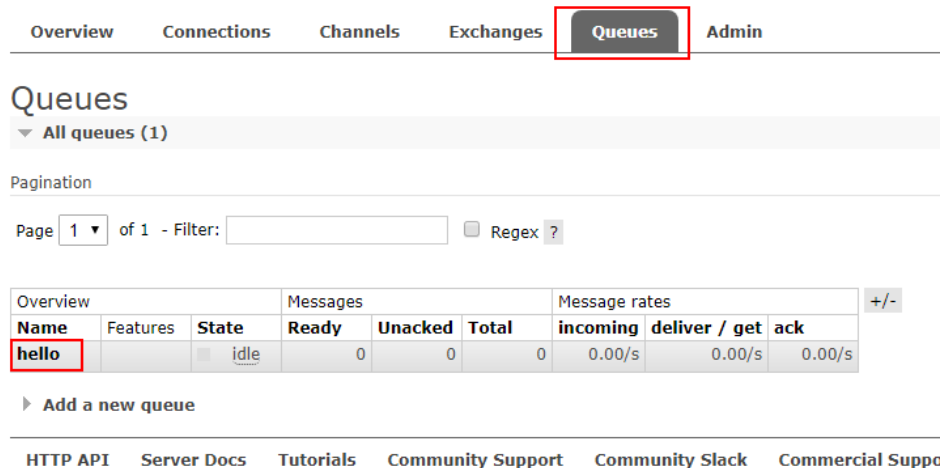 Overview Connections Channels Exchanges Queues Admin
Queues
All queues (1)
Pagination
Page 1 of 1 - Filter: Regex ?
Overview Messages Message rates +/-
Name Features State Ready Unacked Total incoming deliver / get ack
hello idle 0 0 0 0.00/s 0.00/s 0.00/s
Add a new queue
HTTP API Server Docs Tutorials Community Support Community Slack Commercial Suppo